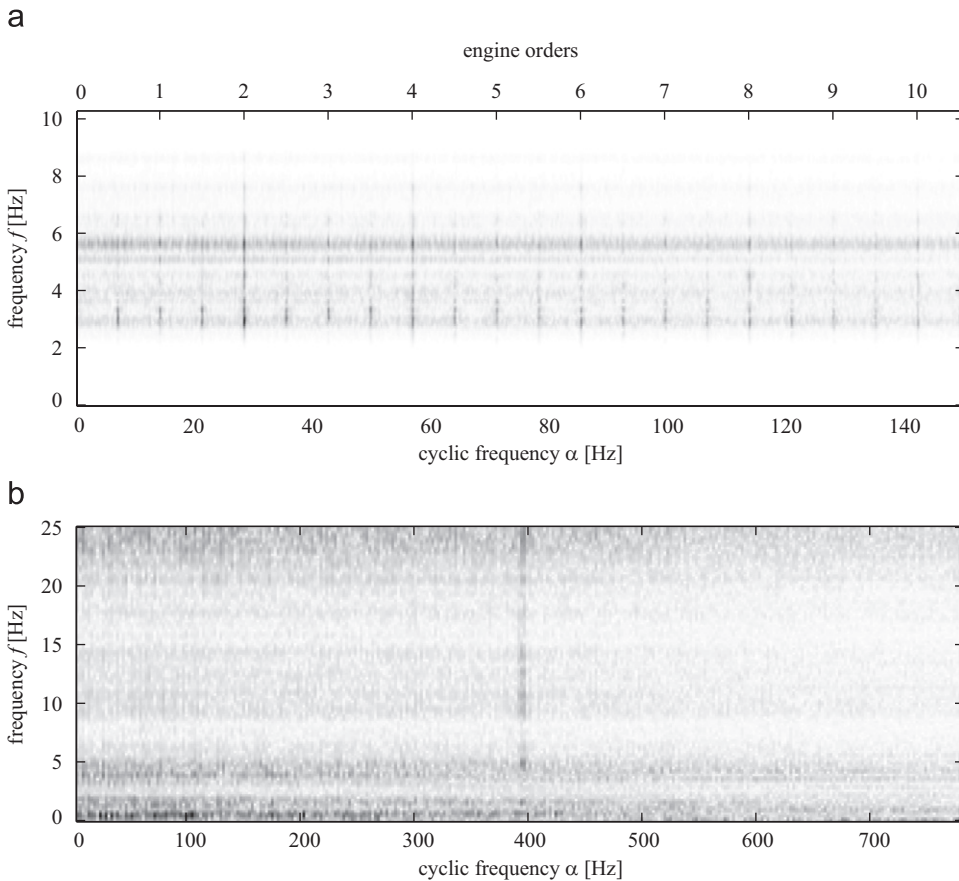 a
engine orders
0 1 2 3 4 5 6 7 8 9 10
10
8
6
4
2
0
frequency f [Hz]
0 20 40 60 80 100 120 140
cyclic frequency α [Hz]
b
25
20
15
10
5
0
frequency f [Hz]
0 100 200 300 400 500 600 700
cyclic frequency α [Hz]